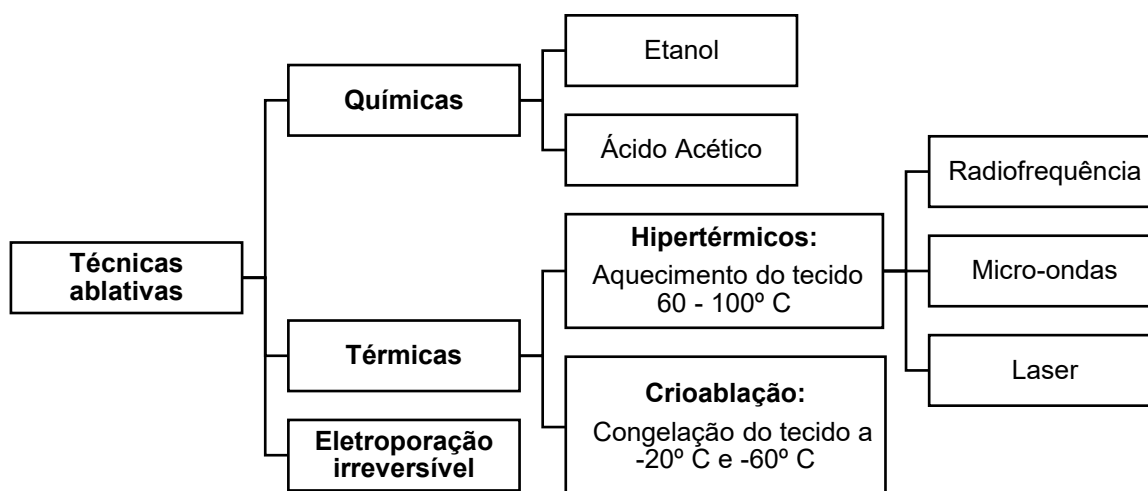 Técnicas
ablativas
Químicas
Etanol
Ácido Acético
Térmicas
Hipertérmicos:
Aquecimento do tecido
60 - 100º C
Radiofrequência
Micro-ondas
Laser
Crioablação:
Congelação do tecido a
-20º C e -60º C
Eletroporação
irreversível